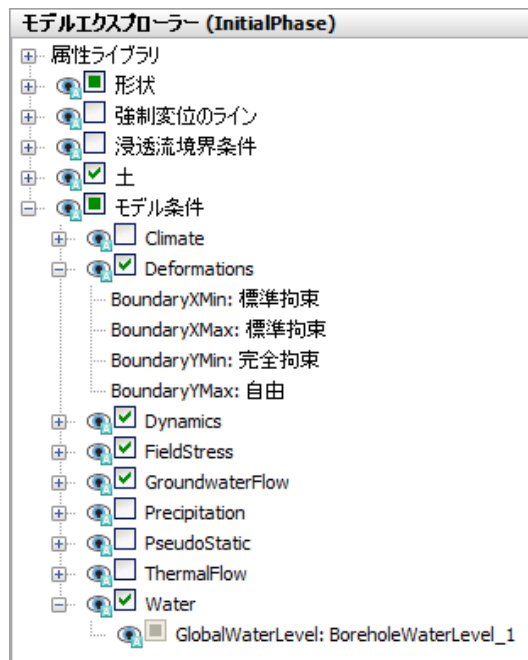 モデルエクスプローラー (InitialPhase)
属性ライブラリ
形状
強制変位のライン
浸透流境界条件
土
モデル条件
Climate
Deformations
BoundaryXMin: 標準拘束
BoundaryXMax: 標準拘束
BoundaryYMin: 完全拘束
BoundaryYMax: 自由
Dynamics
FieldStress
GroundwaterFlow
Precipitation
PseudoStatic
ThermalFlow
Water
GlobalWaterLevel: BoreholeWaterLevel_1